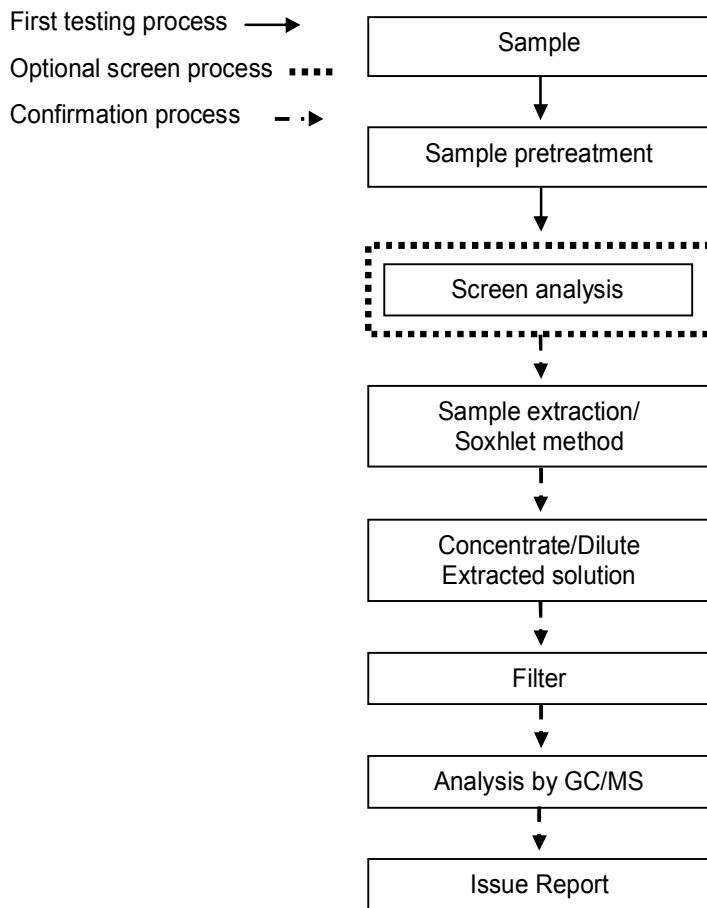 First testing process
Optional screen process
Confirmation process
Sample
Sample pretreatment
Screen analysis
Sample extraction/
Soxhlet method
Concentrate/Dilute
Extracted solution
Filter
Analysis by GC/MS
Issue Report